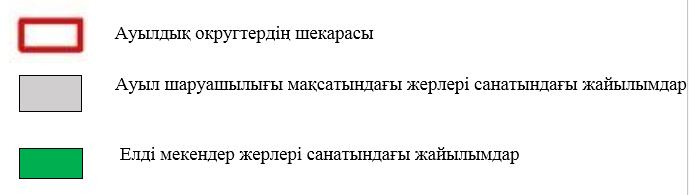 Ауылдық округтердің шекарасы
Ауыл шаруашылығы мақсатындағы жерлері санатындағы жайылымдар
Елді мекендер жерлері санатындағы жайылымдар